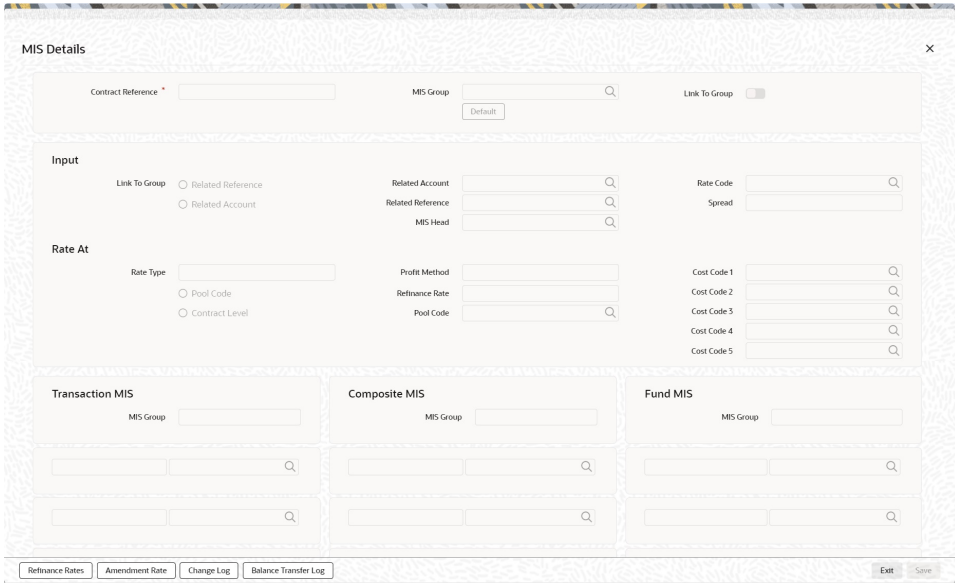 MIS Details
Contract Reference *
MIS Group
Default
Link To Group
Input
Link To Group
Related Reference
Related Account
Related Account
Related Reference
MIS Head
Rate Code
Spread
Rate At
Rate Type
Pool Code
Contract Level
Profit Method
Refinance Rate
Pool Code
Cost Code 1
Cost Code 2
Cost Code 3
Cost Code 4
Cost Code 5
Transaction MIS
MIS Group
Composite MIS
MIS Group
Fund MIS
MIS Group
Refinance Rates
Amendment Rate
Change Log
Balance Transfer Log
Exit
Save